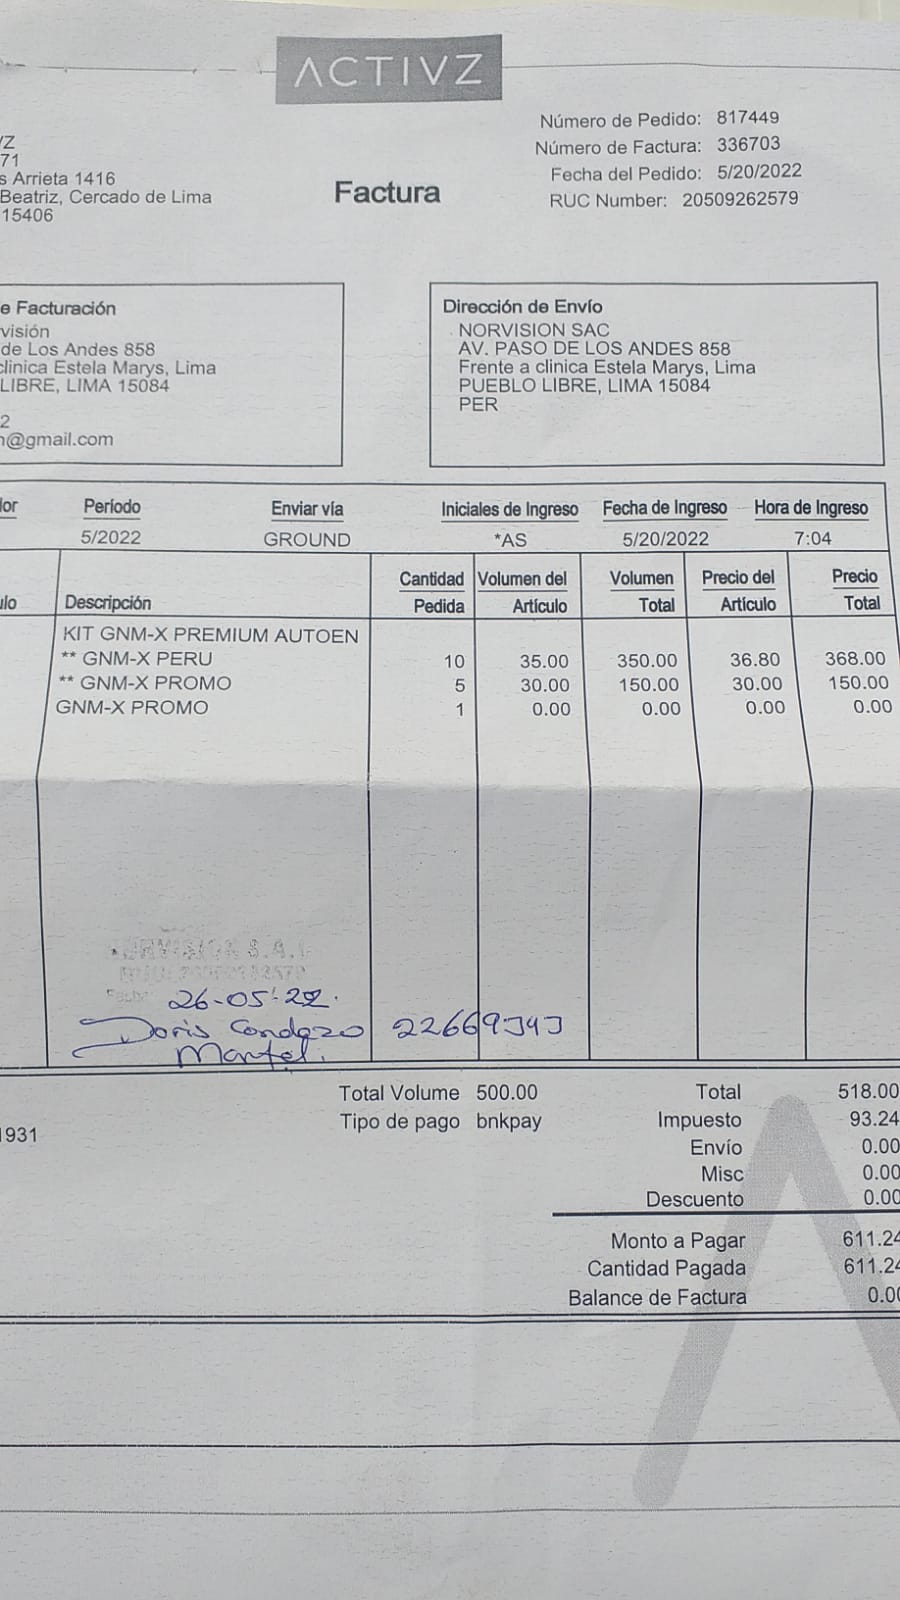 ACTIVZ
Número de Pedido: 817449
Número de Factura: 336703
Fecha del Pedido: 5/20/2022
RUC Number: 20509262579
VZ
71
s Arrieta 1416
Beatriz, Cercado de Lima
15406
Factura
e Facturación
visión
de Los Andes 858
clinica Estela Marys, Lima
LIBRE, LIMA 15084
2
n@gmail.com
Dirección de Envío
NORVISION SAC
AV. PASO DE LOS ANDES 858
Frente a clinica Estela Marys, Lima
PUEBLO LIBRE, LIMA 15084
PER
dor Período Enviar vía Iniciales de Ingreso Fecha de Ingreso Hora de Ingreso
5/2022 GROUND *AS 5/20/2022 7:04
ulo Descripción Cantidad Pedida Volumen del Artículo Volumen Total Precio del Artículo Precio Total
KIT GNM-X PREMIUM AUTOEN
** GNM-X PERU 10 35.00 350.00 36.80 368.00
** GNM-X PROMO 5 30.00 150.00 30.00 150.00
GNM-X PROMO 1 0.00 0.00 0.00 0.00
26-05-22.
Doris Condezo 22669343
Mantel.
Total Volume 500.00
Tipo de pago bnkpay
1931
Total 518.00
Impuesto 93.24
Envío 0.00
Misc 0.00
Descuento 0.00
Monto a Pagar 611.24
Cantidad Pagada 611.24
Balance de Factura 0.00